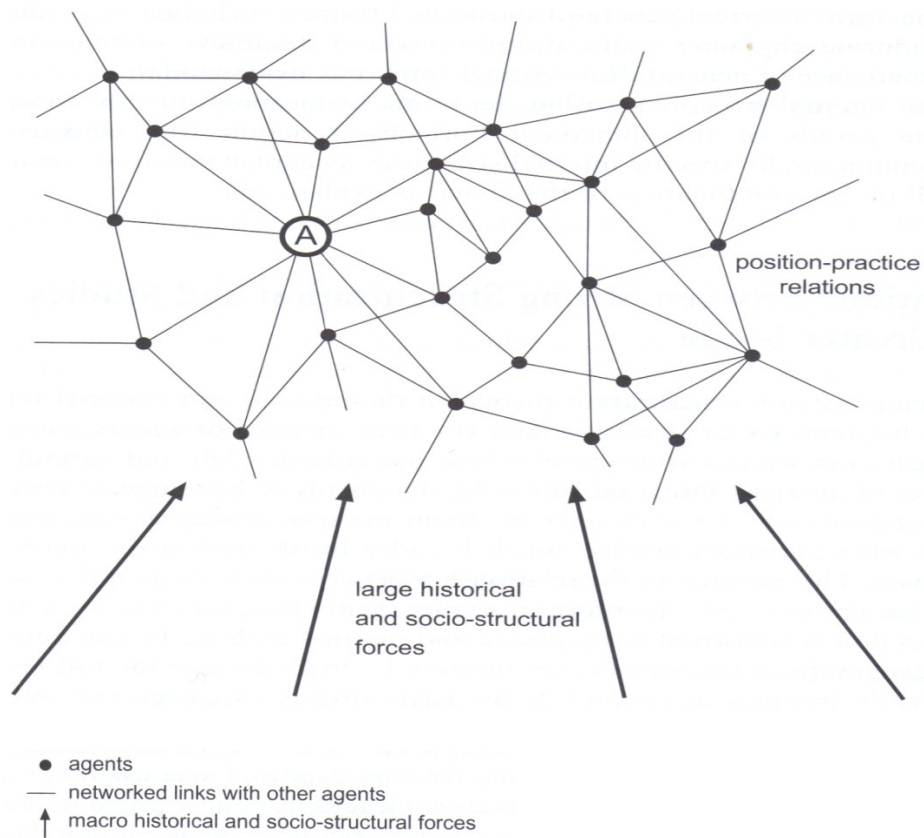 A
position-practice
relations
large historical
and socio-structural
forces
agents
networked links with other agents
macro historical and socio-structural forces